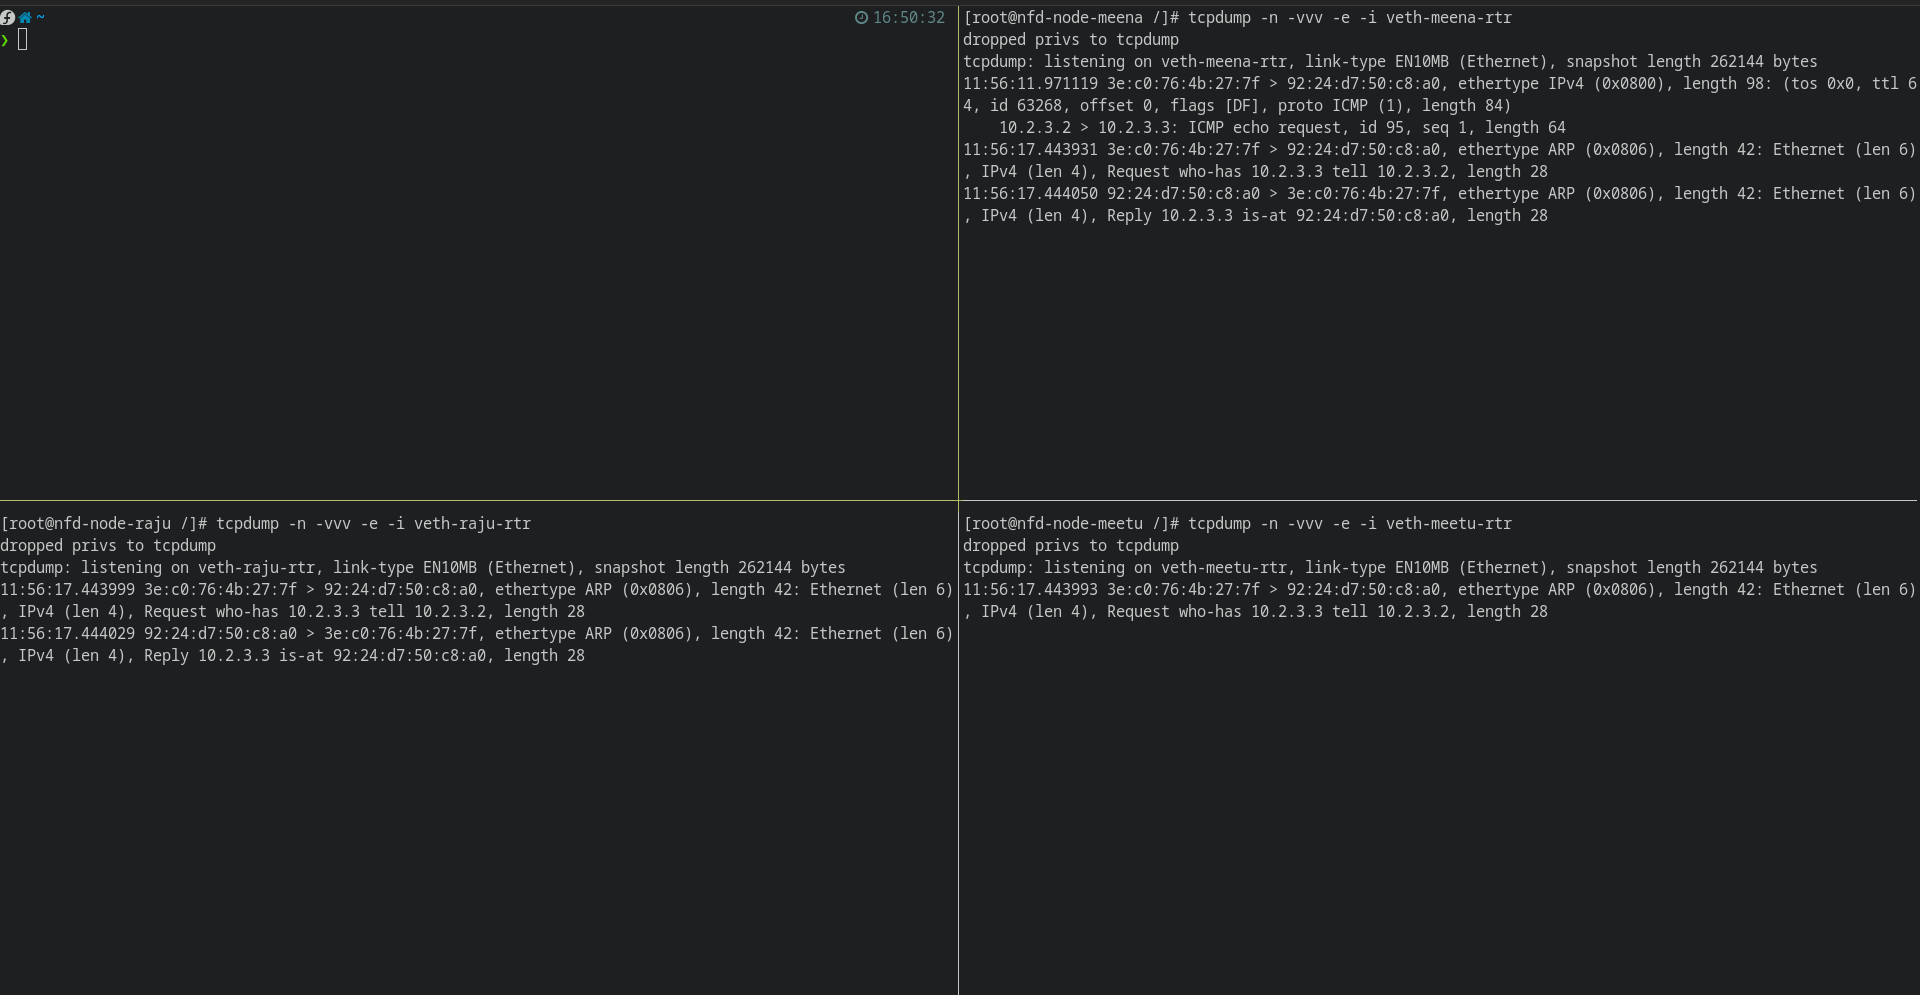 ~ 16:50:32
❯
[root@nfd-node-meena /]# tcpdump -n -vvv -e -i veth-meena-rtr
dropped privs to tcpdump
tcpdump: listening on veth-meena-rtr, link-type EN10MB (Ethernet), snapshot length 262144 bytes
11:56:11.971119 3e:c0:76:4b:27:7f > 92:24:d7:50:c8:a0, ethertype IPv4 (0x0800), length 98: (tos 0x0, ttl 6
4, id 63268, offset 0, flags [DF], proto ICMP (1), length 84)
    10.2.3.2 > 10.2.3.3: ICMP echo request, id 95, seq 1, length 64
11:56:17.443931 3e:c0:76:4b:27:7f > 92:24:d7:50:c8:a0, ethertype ARP (0x0806), length 42: Ethernet (len 6)
, IPv4 (len 4), Request who-has 10.2.3.3 tell 10.2.3.2, length 28
11:56:17.444050 92:24:d7:50:c8:a0 > 3e:c0:76:4b:27:7f, ethertype ARP (0x0806), length 42: Ethernet (len 6)
, IPv4 (len 4), Reply 10.2.3.3 is-at 92:24:d7:50:c8:a0, length 28
[root@nfd-node-raju /]# tcpdump -n -vvv -e -i veth-raju-rtr
dropped privs to tcpdump
tcpdump: listening on veth-raju-rtr, link-type EN10MB (Ethernet), snapshot length 262144 bytes
11:56:17.443999 3e:c0:76:4b:27:7f > 92:24:d7:50:c8:a0, ethertype ARP (0x0806), length 42: Ethernet (len 6)
, IPv4 (len 4), Request who-has 10.2.3.3 tell 10.2.3.2, length 28
11:56:17.444029 92:24:d7:50:c8:a0 > 3e:c0:76:4b:27:7f, ethertype ARP (0x0806), length 42: Ethernet (len 6)
, IPv4 (len 4), Reply 10.2.3.3 is-at 92:24:d7:50:c8:a0, length 28
[root@nfd-node-meetu /]# tcpdump -n -vvv -e -i veth-meetu-rtr
dropped privs to tcpdump
tcpdump: listening on veth-meetu-rtr, link-type EN10MB (Ethernet), snapshot length 262144 bytes
11:56:17.443993 3e:c0:76:4b:27:7f > 92:24:d7:50:c8:a0, ethertype ARP (0x0806), length 42: Ethernet (len 6)
, IPv4 (len 4), Request who-has 10.2.3.3 tell 10.2.3.2, length 28